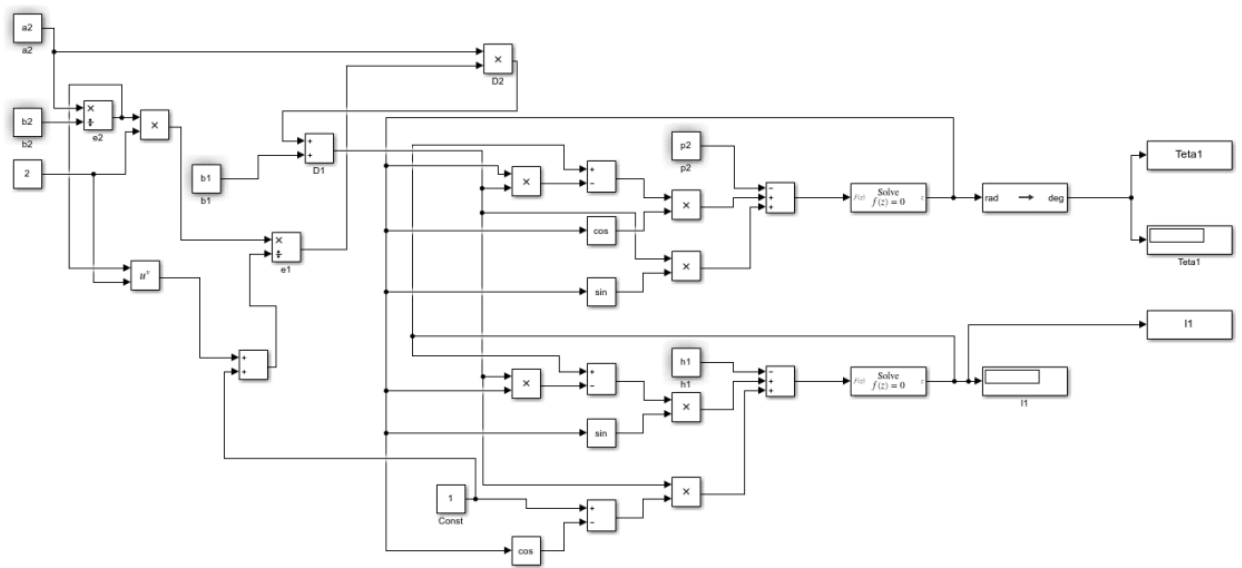 a2
a2
×
D2
×
÷
e2
b2
b2
×
2
+
+
D1
b1
b1
p2
p2
+
−
×
×
−
+
+
F(z)
Solve
f(z) = 0
z
rad
deg
Teta1
Teta1
cos
×
sin
×
÷
e1
uᵛ
+
+
h1
h1
+
−
×
×
−
+
+
F(z)
Solve
f(z) = 0
z
I1
I1
sin
×
1
Const
+
−
cos